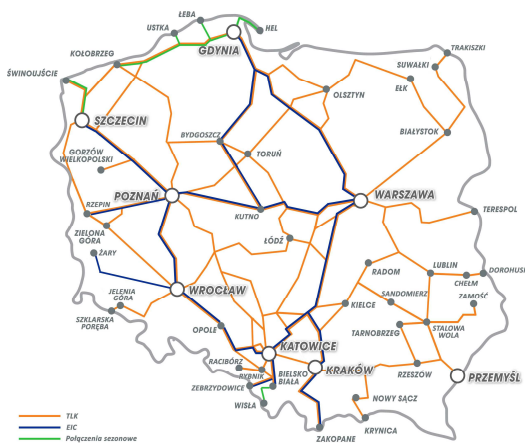 ŁEBA
USTKA
HEL
GDYNIA
KOŁOBRZEG
TRAKISZKI
SUWAŁKI
ŚWINOUJŚCIE
EŁK
OLSZTYN
SZCZECIN
BIAŁYSTOK
BYDGOSZCZ
GORZÓW
WIELKOPOLSKI
TORUŃ
POZNAŃ
WARSZAWA
RZEPIN
KUTNO
TERESPOL
ZIELONA
GÓRA
ŁÓDŹ
ŻARY
RADOM
LUBLIN
DOROHUSK
CHEŁM
WROCŁAW
JELENIA
GÓRA
SANDOMIERZ
ZAMOŚĆ
KIELCE
SZKLARSKA
PORĘBA
OPOLE
TARNOBRZEG
STALOWA
WOLA
KATOWICE
RACIBÓRZ
RYBNIK
BIELSKO
BIAŁA
KRAKÓW
RZESZOW
PRZEMYŚL
ZEBRZYDOWICE
WISŁA
NOWY SĄCZ
KRYNICA
ZAKOPANE
TLK
EIC
Połączenia sezonowe